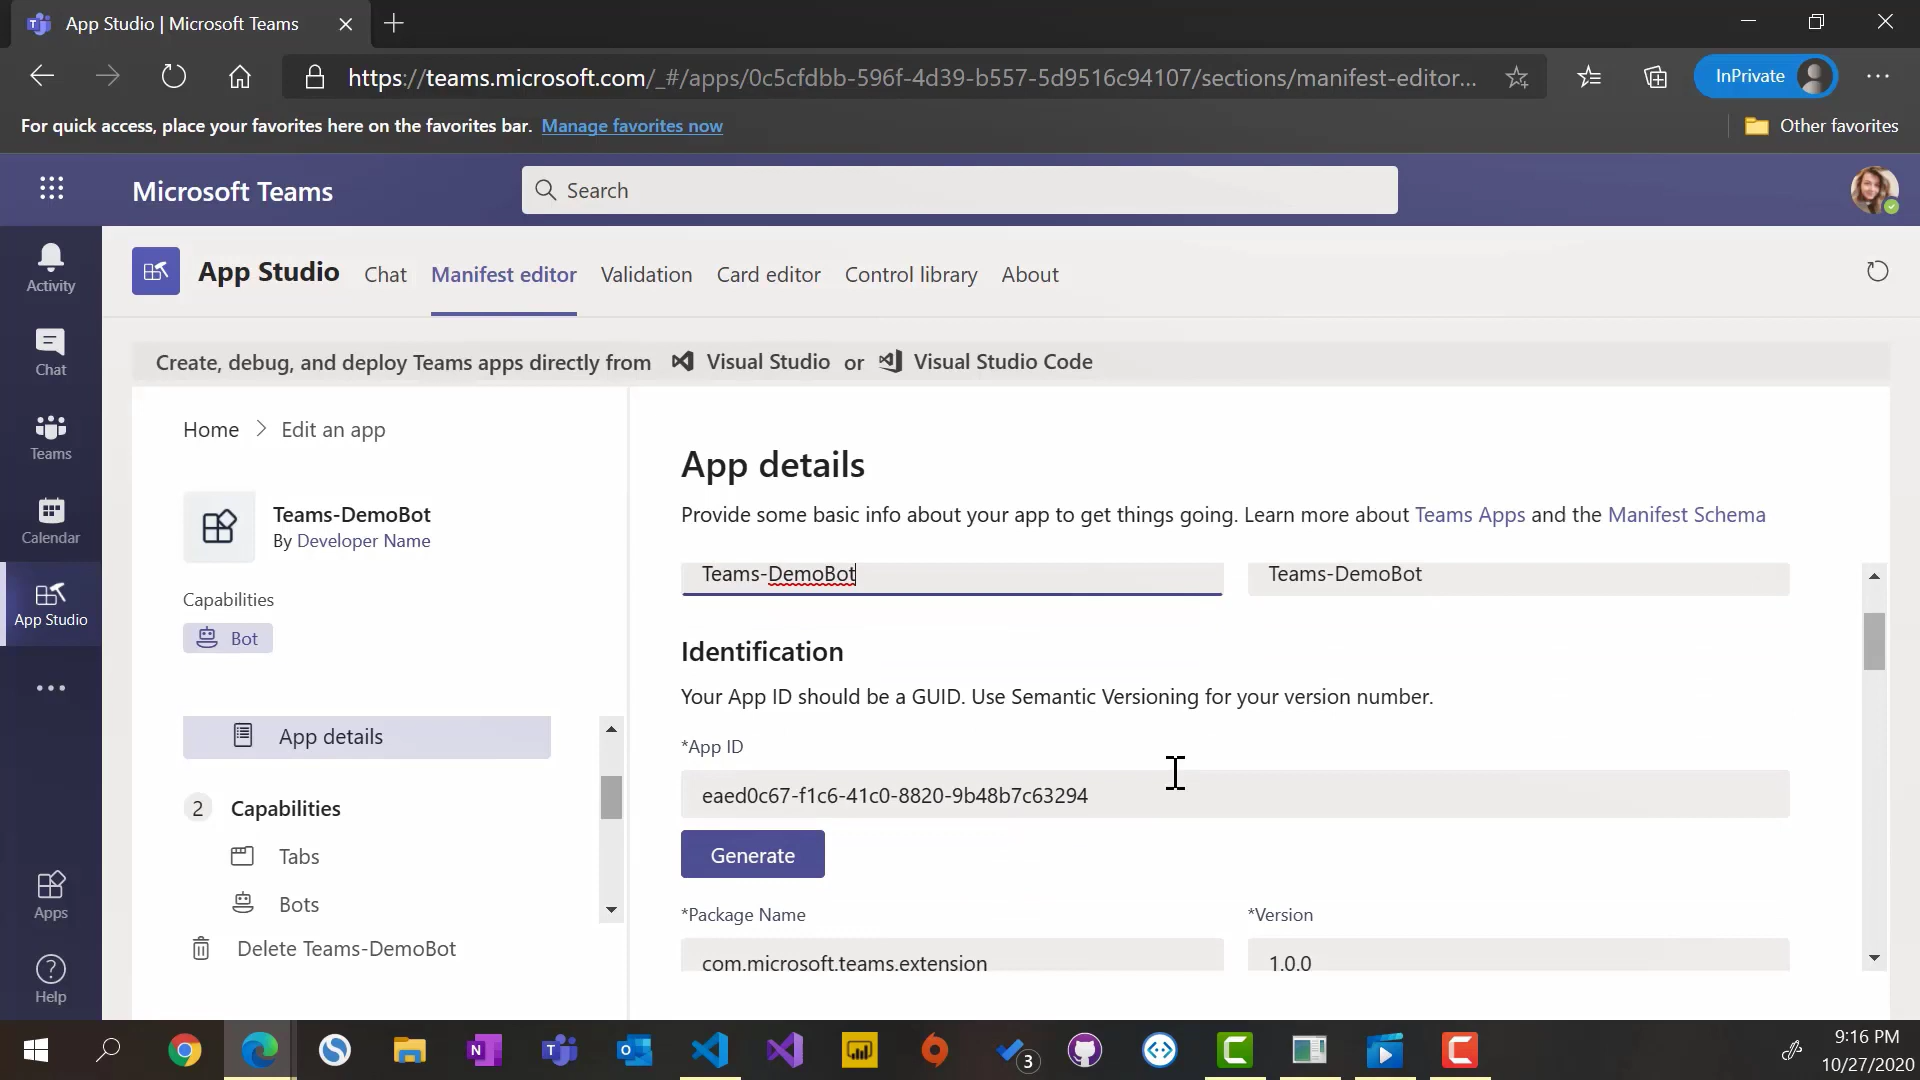 App Studio | Microsoft Teams
https://teams.microsoft.com/_#/apps/0c5cfdbb-596f-4d39-b557-5d9516c94107/sections/manifest-editor...
InPrivate
For quick access, place your favorites here on the favorites bar. Manage favorites now
Other favorites
Microsoft Teams
Search
App Studio
Chat
Manifest editor
Validation
Card editor
Control library
About
Activity
Chat
Teams
Calendar
App Studio
Apps
Help
Create, debug, and deploy Teams apps directly from Visual Studio or Visual Studio Code
Home > Edit an app
Teams-DemoBot
By Developer Name
Capabilities
Bot
App details
2 Capabilities
Tabs
Bots
Delete Teams-DemoBot
App details
Provide some basic info about your app to get things going. Learn more about Teams Apps and the Manifest Schema
Teams-DemoBot
Teams-DemoBot
Identification
Your App ID should be a GUID. Use Semantic Versioning for your version number.
*App ID
eaed0c67-f1c6-41c0-8820-9b48b7c63294
Generate
*Package Name
*Version
com.microsoft.teams.extension
1.0.0
3
9:16 PM
10/27/2020